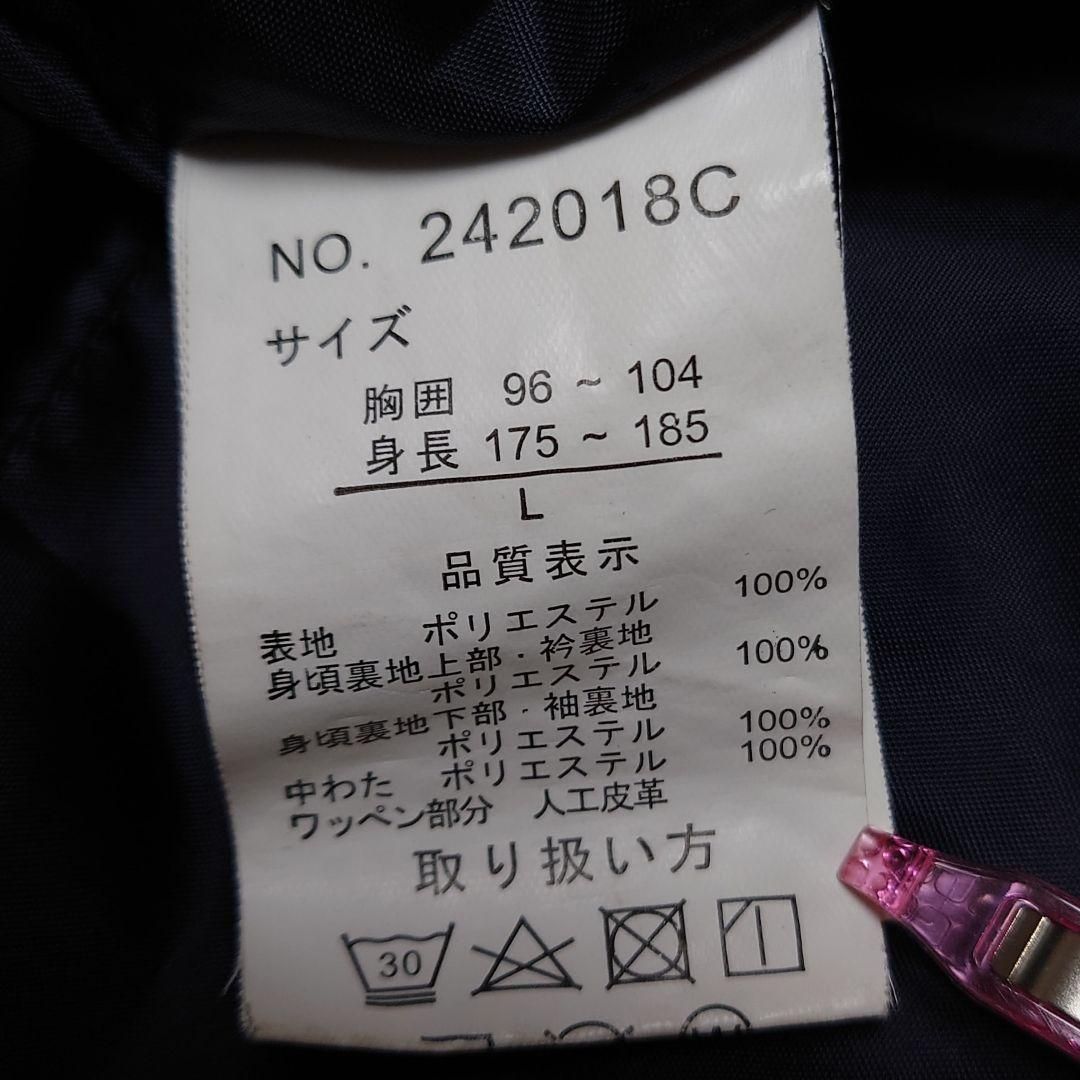 NO. 242018C
サイズ
胸囲 96 ~ 104
身長 175 ~ 185
L
品質表示
表地 ポリエステル 100%
身頃裏地上部・衿裏地
ポリエステル 100%
身頃裏地下部・袖裏地
ポリエステル 100%
中わた ポリエステル 100%
ワッペン部分 人工皮革
取り扱い方
30